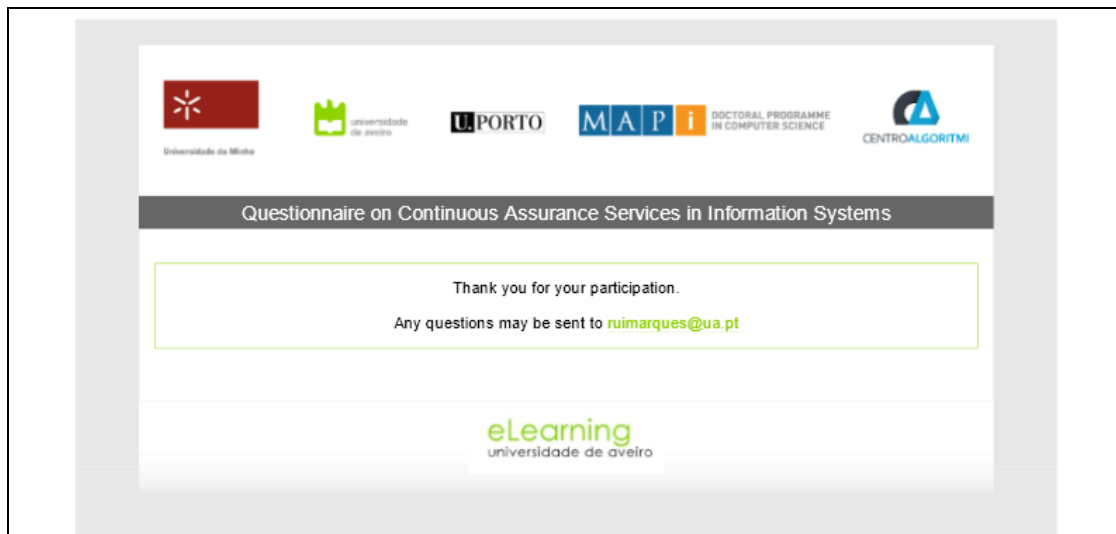 Universidade do Minho
universidade
de aveiro
U.PORTO
MAPi
DOCTORAL PROGRAMME
IN COMPUTER SCIENCE
CENTROALGORITMI
Questionnaire on Continuous Assurance Services in Information Systems
Thank you for your participation.
Any questions may be sent to ruimarques@ua.pt
eLearning
universidade de aveiro